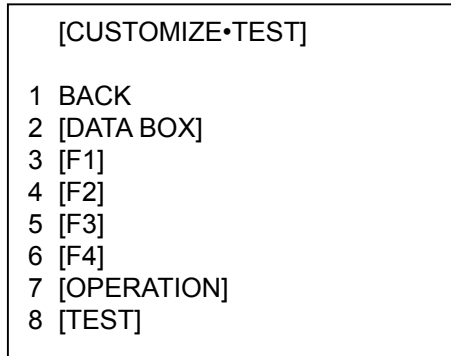 [CUSTOMIZE•TEST]
1 BACK
2 [DATA BOX]
3 [F1]
4 [F2]
5 [F3]
6 [F4]
7 [OPERATION]
8 [TEST]